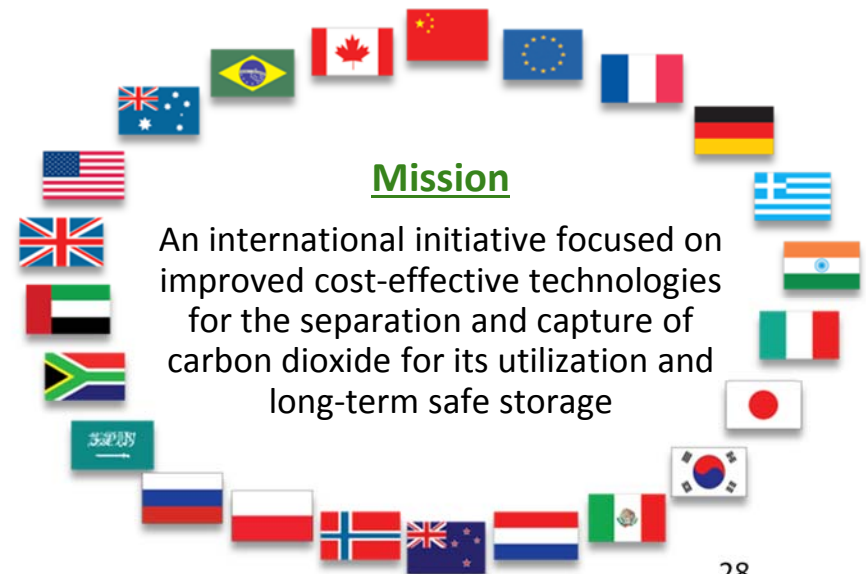 Mission
An international initiative focused on
improved cost-effective technologies
for the separation and capture of
carbon dioxide for its utilization and
long-term safe storage
28